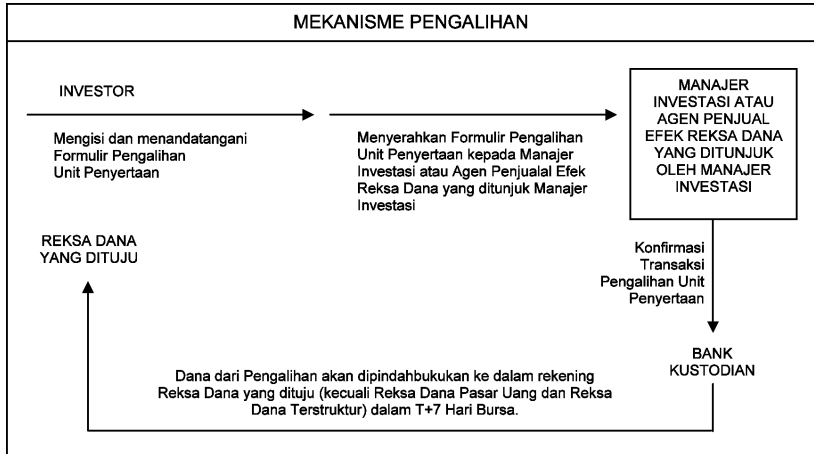 MEKANISME PENGALIHAN
INVESTOR
Mengisi dan menandatangani
Formulir Pengalihan
Unit Penyertaan
Menyerahkan Formulir Pengalihan
Unit Penyertaan kepada Manajer
Investasi atau Agen Penjualal Efek
Reksa Dana yang ditunjuk Manajer
Investasi
MANAJER
INVESTASI ATAU
AGEN PENJUAL
EFEK REKSA DANA
YANG DITUNJUK
OLEH MANAJER
INVESTASI
Konfirmasi
Transaksi
Pengalihan Unit
Penyertaan
BANK
KUSTODIAN
Dana dari Pengalihan akan dipindahbukukan ke dalam rekening
Reksa Dana yang dituju (kecuali Reksa Dana Pasar Uang dan Reksa
Dana Terstruktur) dalam T+7 Hari Bursa.
REKSA DANA
YANG DITUJU